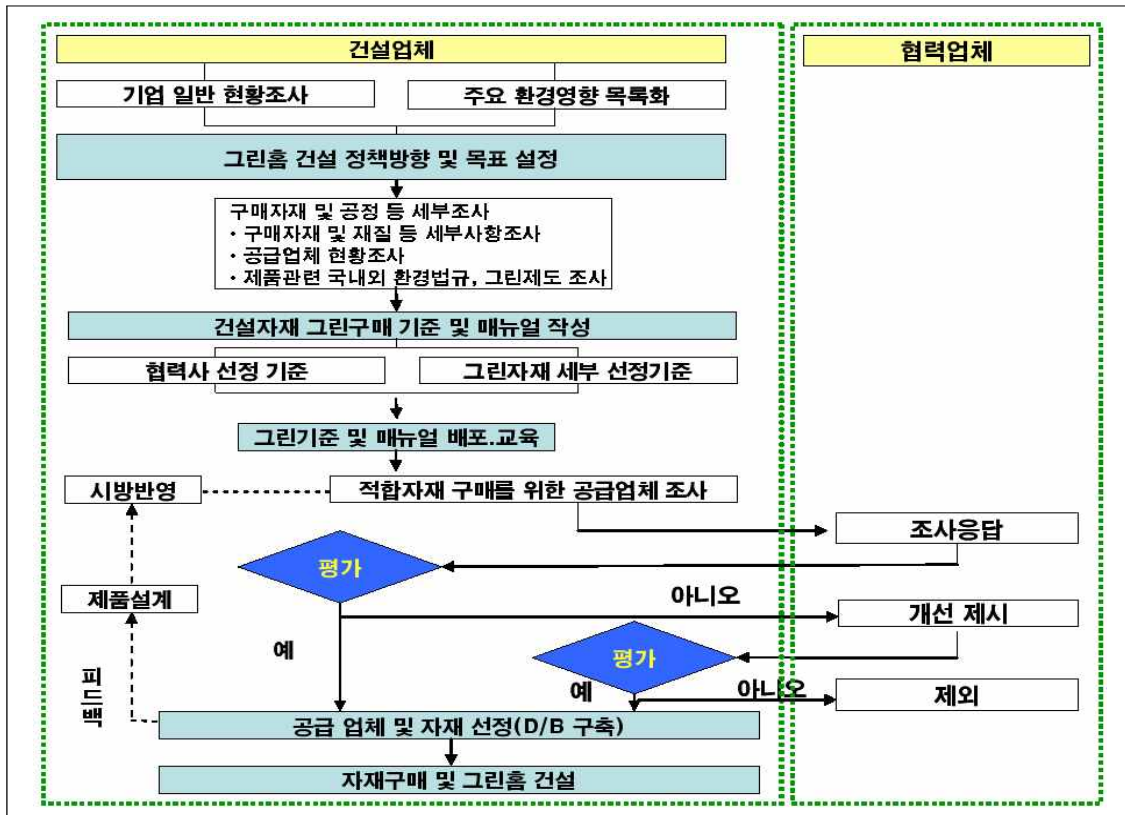 건설업체
협력업체
기업 일반 현황조사
주요 환경영향 목록화
그린홈 건설 정책방향 및 목표 설정
구매자재 및 공정 등 세부조사
• 구매자재 및 재질 등 세부사항조사
• 공급업체 현황조사
• 제품관련 국내외 환경법규, 그린제도 조사
건설자재 그린구매 기준 및 매뉴얼 작성
협력사 선정 기준
그린자재 세부 선정기준
그린기준 및 매뉴얼 배포.교육
시방반영
적합자재 구매를 위한 공급업체 조사
조사응답
평가
제품설계
아니오
개선 제시
예
평가
피드백
예
아니오
제외
공급 업체 및 자재 선정(D/B 구축)
자재구매 및 그린홈 건설